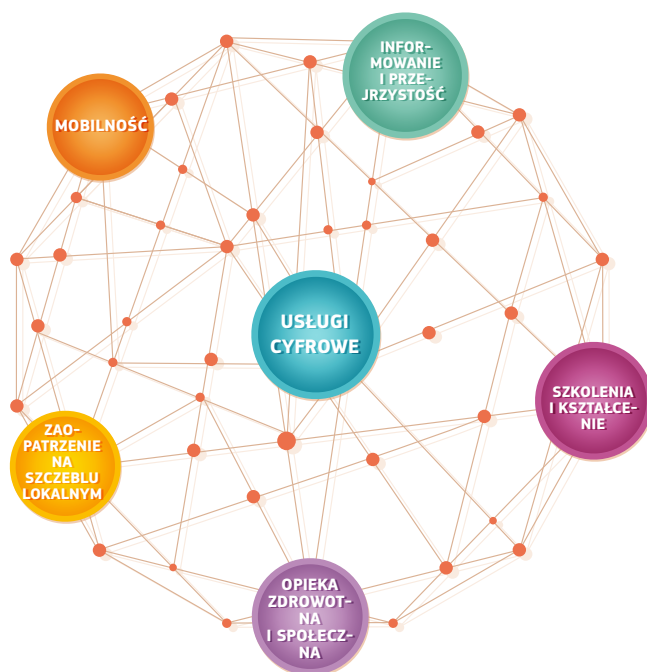 INFOR-
MOWANIE
I PRZE-
JRZYSTOŚĆ
MOBILNOŚĆ
USŁUGI
CYFROWE
SZKOLENIA
I KSZTAŁCE-
NIE
ZAO-
PATRZENIE
NA
SZCZEBLU
LOKALNYM
OPIEKA
ZDROWOT-
NA
I SPOŁECZ-
NA